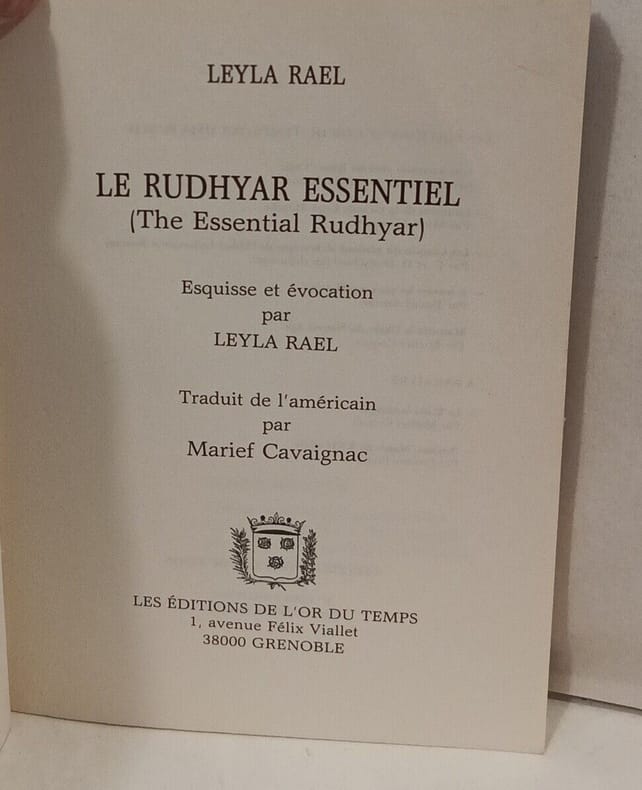 LEYLA RAEL
LE RUDHYAR ESSENTIEL
(The Essential Rudhyar)
Esquisse et évocation
par
LEYLA RAEL
Traduit de l'américain
par
Marief Cavaignac
LES ÉDITIONS DE L'OR DU TEMPS
1, avenue Félix Viallet
38000 GRENOBLE